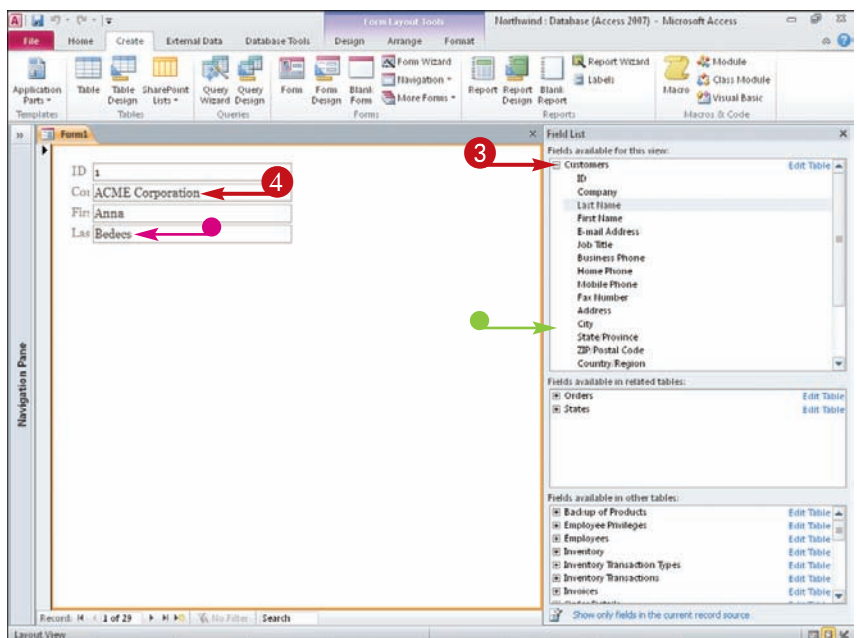 Form Layout Tools
Northwind : Database (Access 2007) - Microsoft Access
File Home Create External Data Database Tools Design Arrange Format
Application Parts
Table
Table Design
SharePoint Lists
Query Wizard
Query Design
Form
Form Design
Blank Form
Form Wizard
Navigation
More Forms
Report
Report Design
Blank Report
Report Wizard
Labels
Macro
Module
Class Module
Visual Basic
Templates Tables Queries Forms Reports Macros & Code
Form1
Navigation Pane
ID 1
Cor ACME Corporation
Firs Anna
Las Bedecs
4
3
Field List
Fields available for this view:
Customers Edit Table
ID
Company
Last Name
First Name
E-mail Address
Job Title
Business Phone
Home Phone
Mobile Phone
Fax Number
Address
City
State/Province
ZIP/Postal Code
Country/Region
Fields available in related tables:
Orders Edit Table
States Edit Table
Fields available in other tables:
Backup of Products Edit Table
Employee Privileges Edit Table
Employees Edit Table
Inventory Edit Table
Inventory Transaction Types Edit Table
Inventory Transactions Edit Table
Invoices Edit Table
Show only fields in the current record source
Record: 1 of 29 No Filter Search
Layout View